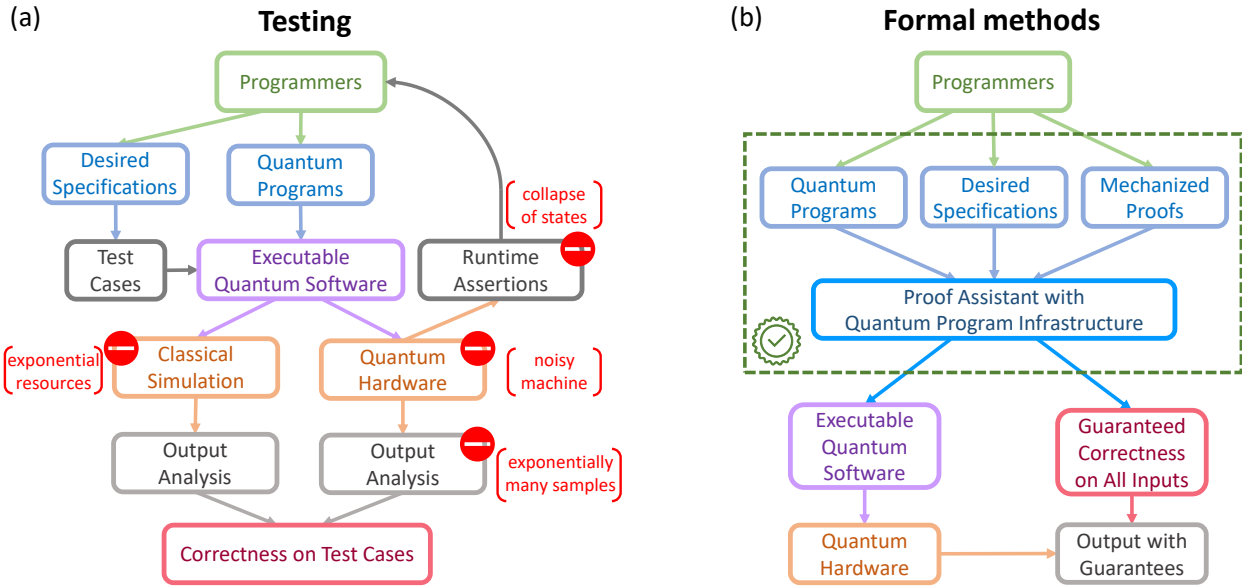 (a)
Testing
Programmers
Desired
Specifications
Quantum
Programs
[collapse
of states]
Test
Cases
Executable
Quantum Software
Runtime
Assertions
[exponential
resources]
Classical
Simulation
Quantum
Hardware
[noisy
machine]
Output
Analysis
Output
Analysis
[exponentially
many samples]
Correctness on Test Cases
(b)
Formal methods
Programmers
Quantum
Programs
Desired
Specifications
Mechanized
Proofs
Proof Assistant with
Quantum Program Infrastructure
Executable
Quantum
Software
Guaranteed
Correctness
on All Inputs
Quantum
Hardware
Output with
Guarantees